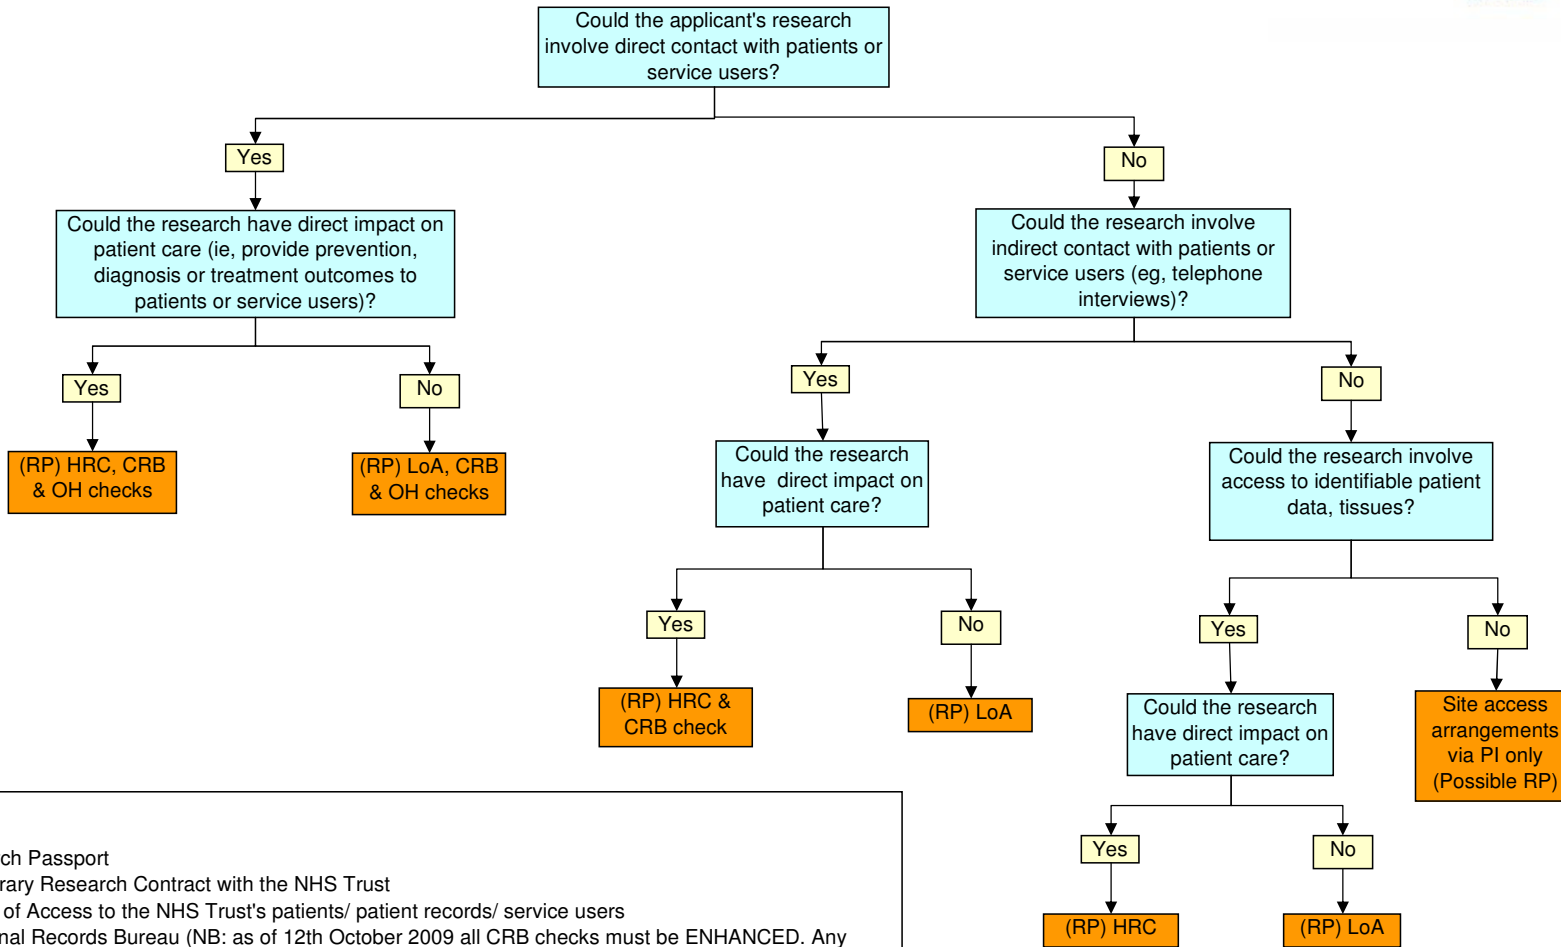 Could the applicant's research
involve direct contact with patients or
service users?
Yes
No
Could the research have direct impact on
patient care (ie, provide prevention,
diagnosis or treatment outcomes to
patients or service users)?
Could the research involve
indirect contact with patients or
service users (eg, telephone
interviews)?
Yes
No
Yes
No
(RP) HRC, CRB
& OH checks
(RP) LoA, CRB
& OH checks
Could the research
have direct impact on
patient care?
Could the research involve
access to identifiable patient
data, tissues?
Yes
No
Yes
No
(RP) HRC &
CRB check
(RP) LoA
Could the research
have direct impact on
patient care?
Site access
arrangements
via PI only
(Possible RP)
Yes
No
(RP) HRC
(RP) LoA
rch Passport
rary Research Contract with the NHS Trust
of Access to the NHS Trust's patients/ patient records/ service users
nal Records Bureau (NB: as of 12th October 2009 all CRB checks must be ENHANCED. Any